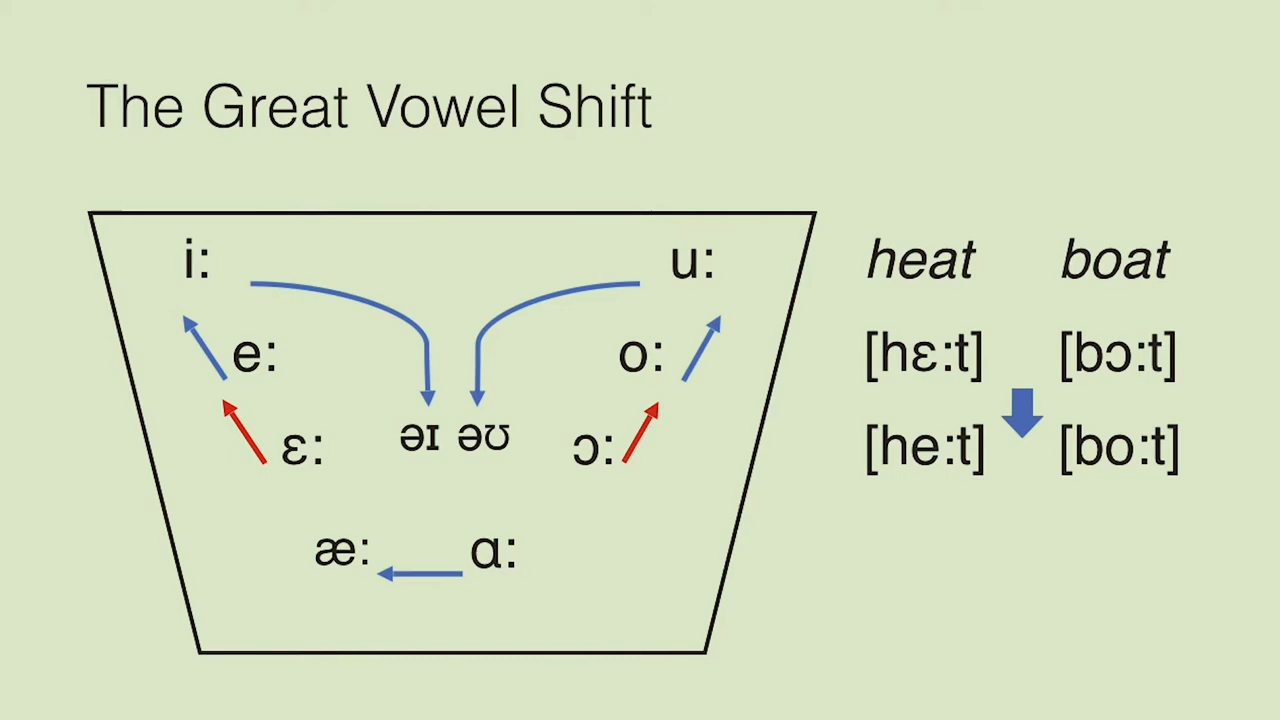 The Great Vowel Shift
i: u:
e: o:
ɛ: əɪ əʊ ɔ:
æ: ɑ:
heat boat
[hɛ:t] [bɔ:t]
[he:t] [bo:t]